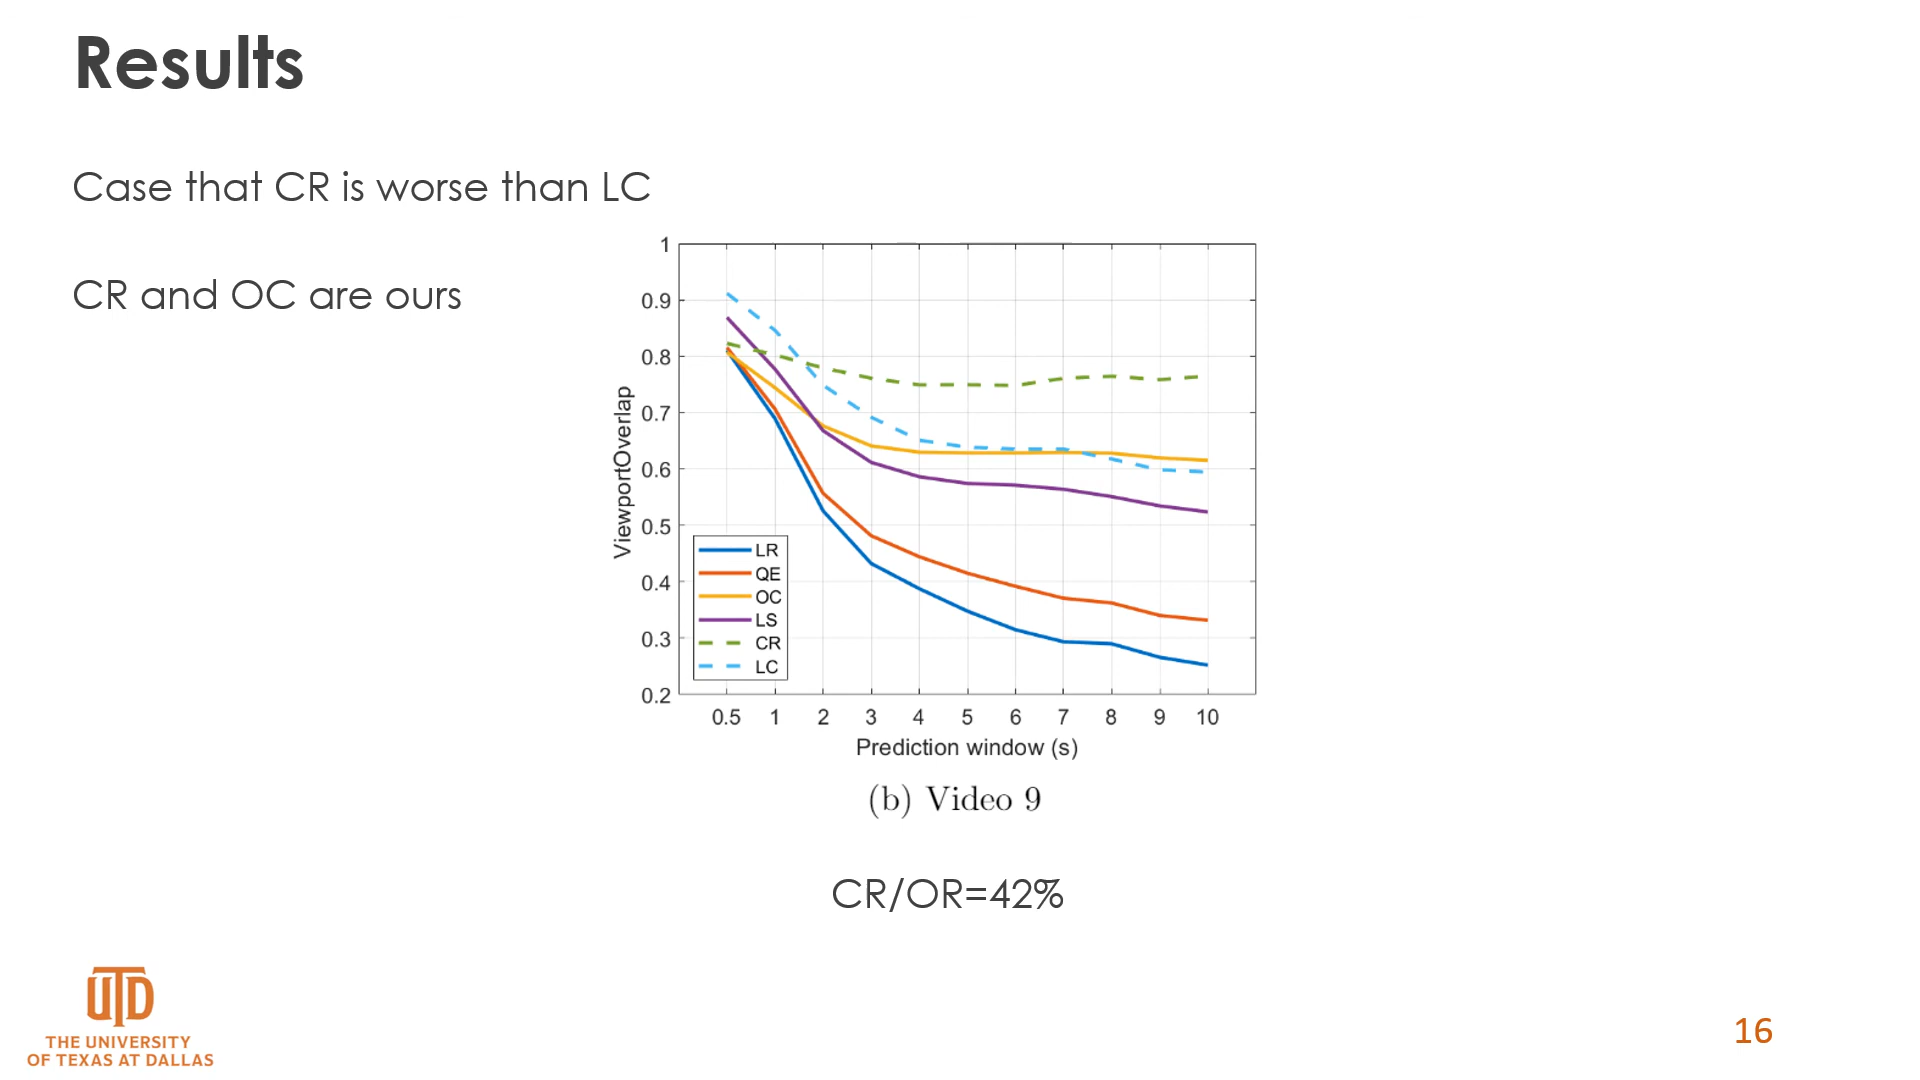 Results
Case that CR is worse than LC
CR and OC are ours
1
0.9
0.8
0.7
0.6
0.5
0.4
0.3
0.2
ViewportOverlap
LR
QE
OC
LS
CR
LC
0.5 1 2 3 4 5 6 7 8 9 10
Prediction window (s)
(b) Video 9
CR/OR=42%
UTD
THE UNIVERSITY
OF TEXAS AT DALLAS
16